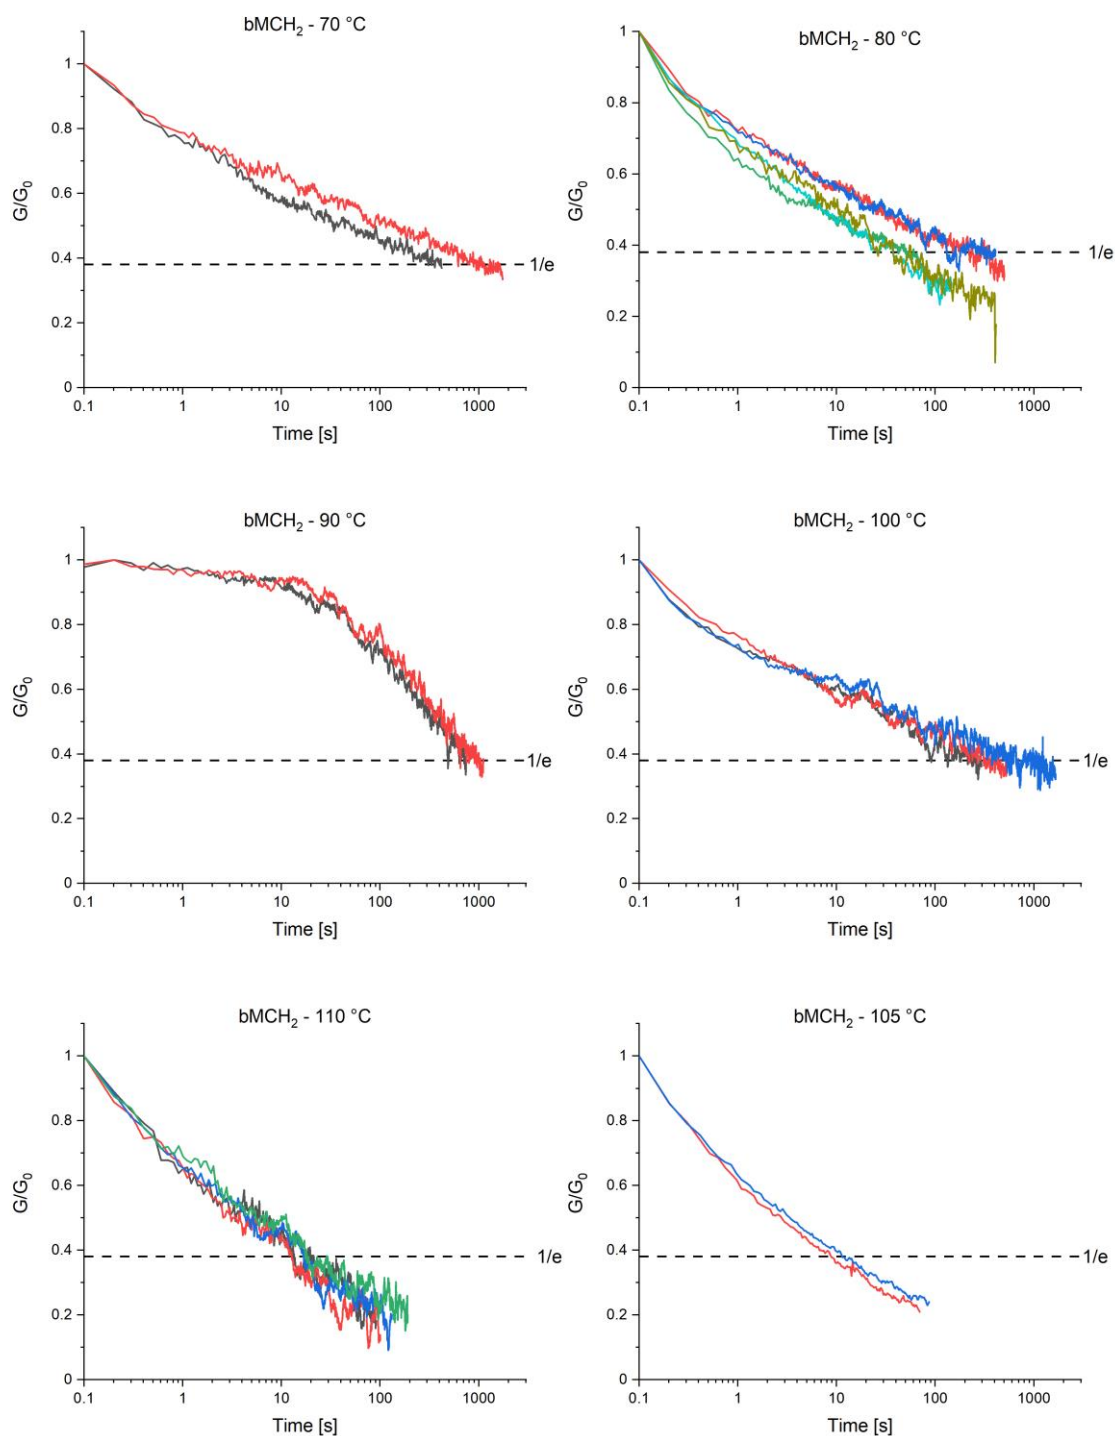 bMCH₂ - 70 °C
G/G₀
1
0.8
0.6
0.4
0.2
0
1/e
0.1 1 10 100 1000
Time [s]
bMCH₂ - 80 °C
G/G₀
1
0.8
0.6
0.4
0.2
0
1/e
0.1 1 10 100 1000
Time [s]
bMCH₂ - 90 °C
G/G₀
1
0.8
0.6
0.4
0.2
0
1/e
0.1 1 10 100 1000
Time [s]
bMCH₂ - 100 °C
G/G₀
1
0.8
0.6
0.4
0.2
0
1/e
0.1 1 10 100 1000
Time [s]
bMCH₂ - 110 °C
G/G₀
1
0.8
0.6
0.4
0.2
0
1/e
0.1 1 10 100 1000
Time [s]
bMCH₂ - 105 °C
G/G₀
1
0.8
0.6
0.4
0.2
0
1/e
0.1 1 10 100 1000
Time [s]